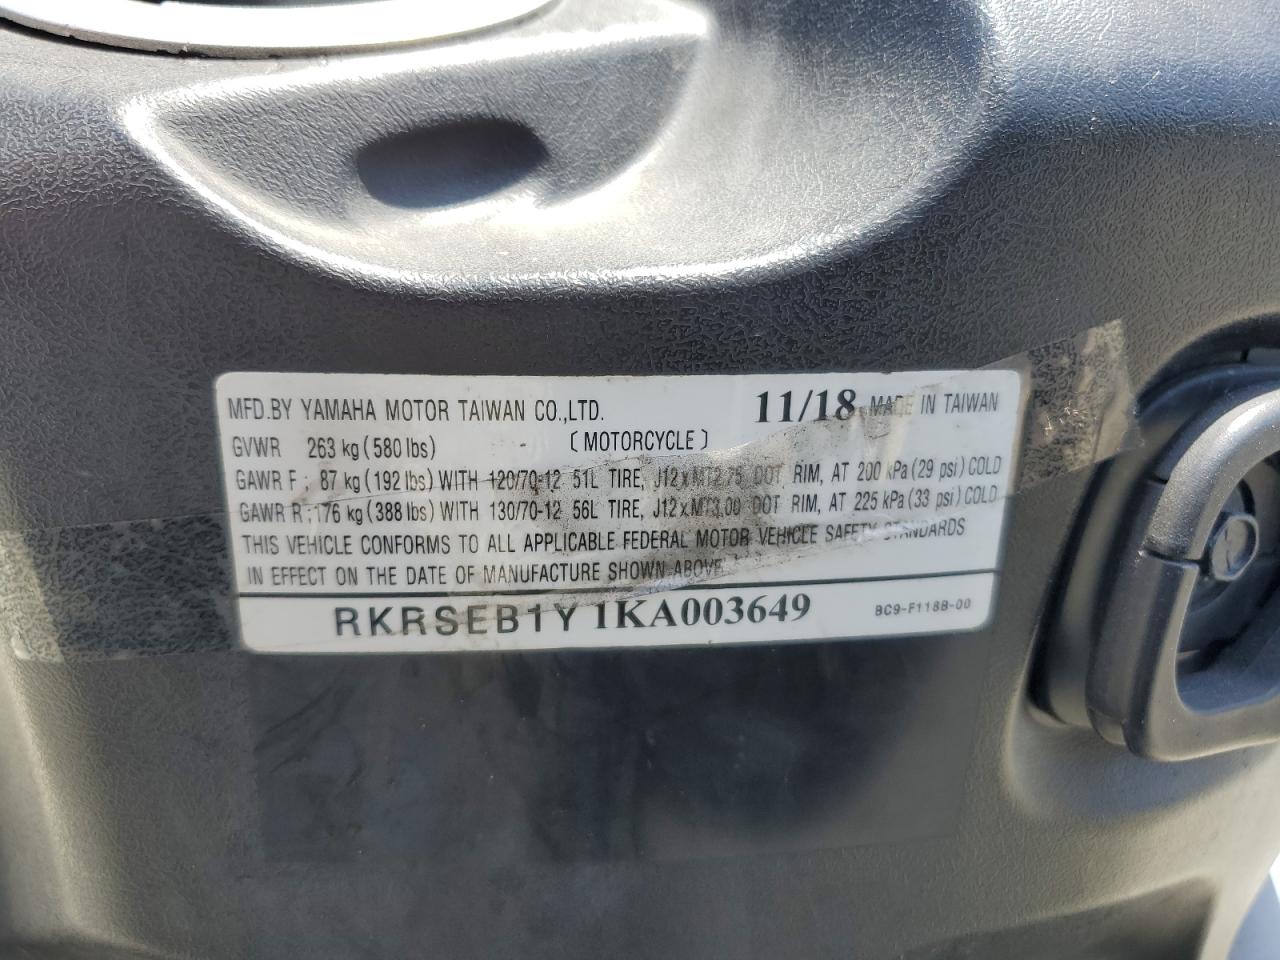 MFD.BY YAMAHA MOTOR TAIWAN CO.,LTD. 11/18 MADE IN TAIWAN
GVWR 263 kg (580 lbs) - [MOTORCYCLE]
GAWR F : 87 kg (192 lbs) WITH 120/70-12 51L TIRE, J12xMT2.75 DOT RIM, AT 200 kPa (29 psi) COLD
GAWR R : 176 kg (388 lbs) WITH 130/70-12 56L TIRE, J12xMT3.00 DOT RIM, AT 225 kPa (33 psi) COLD
THIS VEHICLE CONFORMS TO ALL APPLICABLE FEDERAL MOTOR VEHICLE SAFETY STANDARDS
IN EFFECT ON THE DATE OF MANUFACTURE SHOWN ABOVE.
RKRSEB1Y1KA003649 BC9-F118B-00